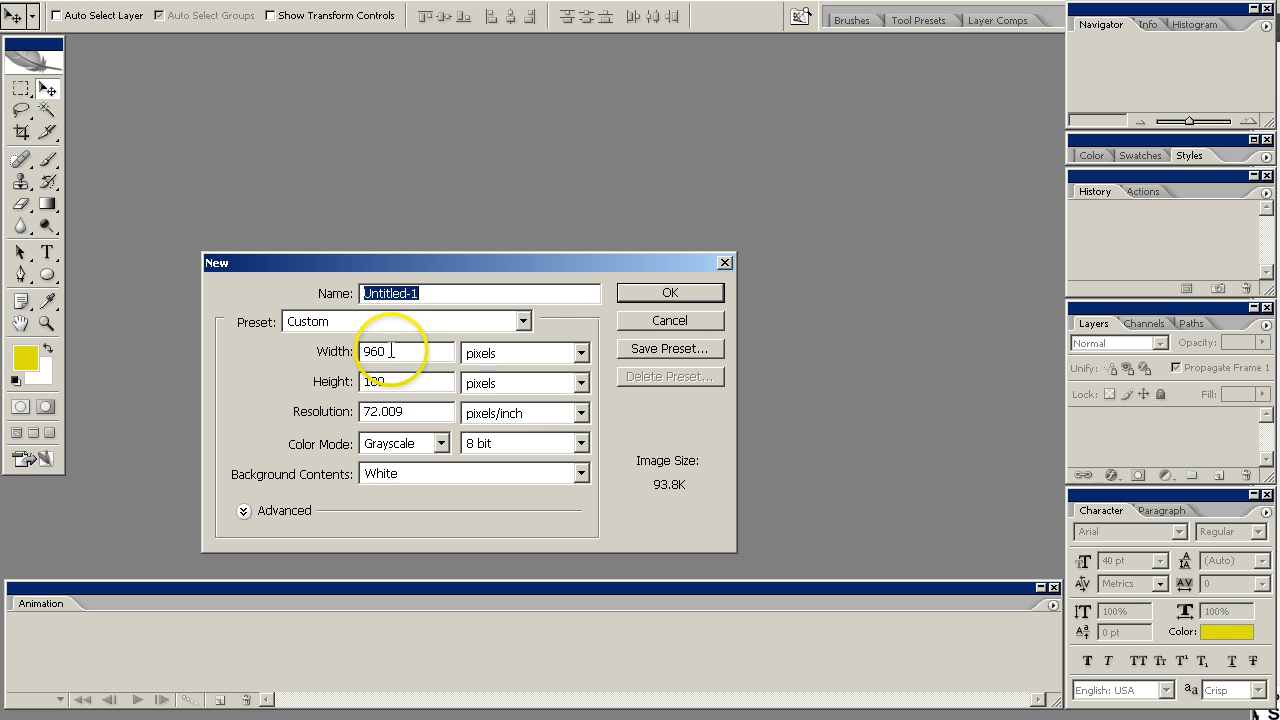 Auto Select Layer
Auto Select Groups
Show Transform Controls
Brushes
Tool Presets
Layer Comps
Navigator
Info
Histogram
Color
Swatches
Styles
History
Actions
New
Name:
Untitled-1
OK
Preset:
Custom
Cancel
Width:
960
pixels
Save Preset...
Height:
100
pixels
Delete Preset...
Resolution:
72.009
pixels/inch
Color Mode:
Grayscale
8 bit
Background Contents:
White
Image Size:
93.8K
Advanced
Layers
Channels
Paths
Normal
Opacity:
Unify:
Propagate Frame 1
Lock:
Fill:
Character
Paragraph
Arial
Regular
40 pt
(Auto)
Metrics
0
100%
100%
0 pt
Color:
English: USA
aa
Crisp
Animation